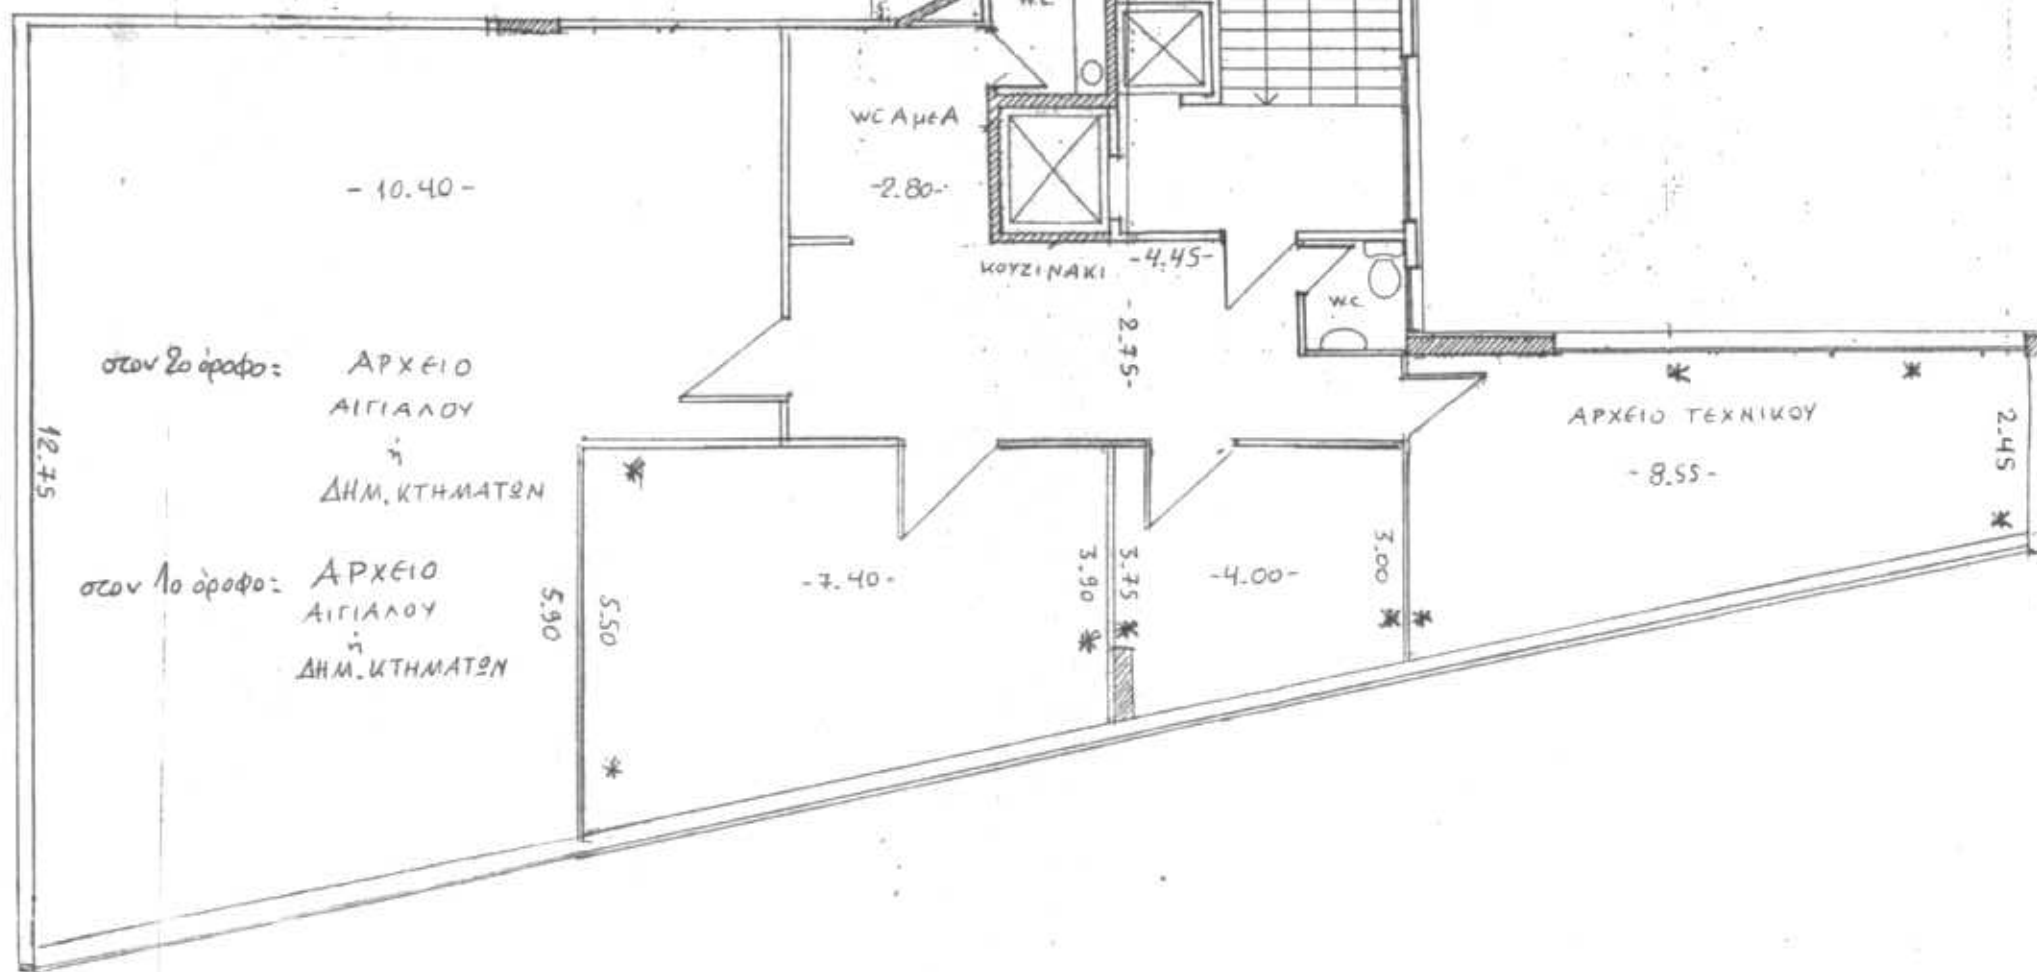 WC
WC ΑμεΑ
- 10.40 -
-2.80-
ΚΟΥΖΙΝΑΚΙ
-4.45-
WC
-2.75-
στον 2ο όροφο: ΑΡΧΕΙΟ
ΑΙΓΙΑΛΟΥ
ή
ΔΗΜ. ΚΤΗΜΑΤΩΝ
ΑΡΧΕΙΟ ΤΕΧΝΙΚΟΥ
- 8.55 -
2.45
12.75
στον 1ο όροφο: ΑΡΧΕΙΟ
ΑΙΓΙΑΛΟΥ
ή
ΔΗΜ. ΚΤΗΜΑΤΩΝ
5.90
5.50
-7.40-
3.90
3.75
-4.00-
3.00